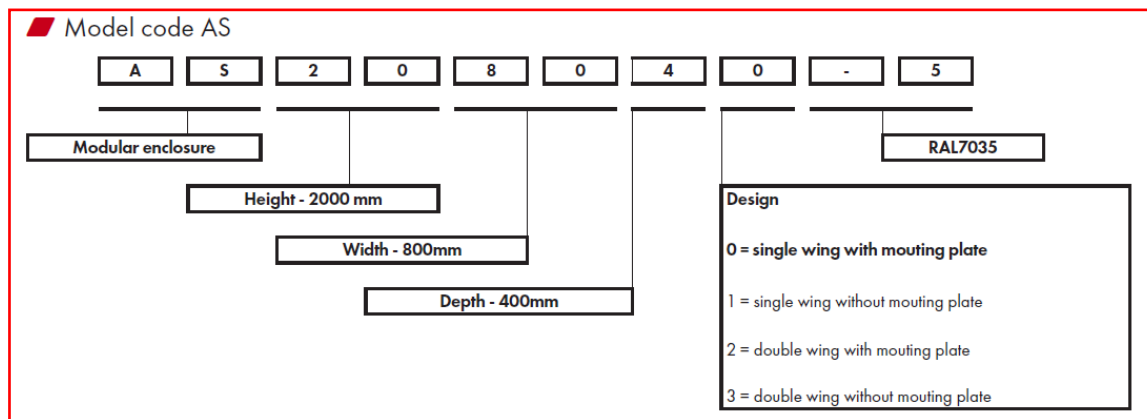 Model code AS
A S 2 0 8 0 4 0 - 5
Modular enclosure
RAL7035
Height - 2000 mm
Width - 800mm
Depth - 400mm
Design
0 = single wing with mouting plate
1 = single wing without mouting plate
2 = double wing with mouting plate
3 = double wing without mouting plate